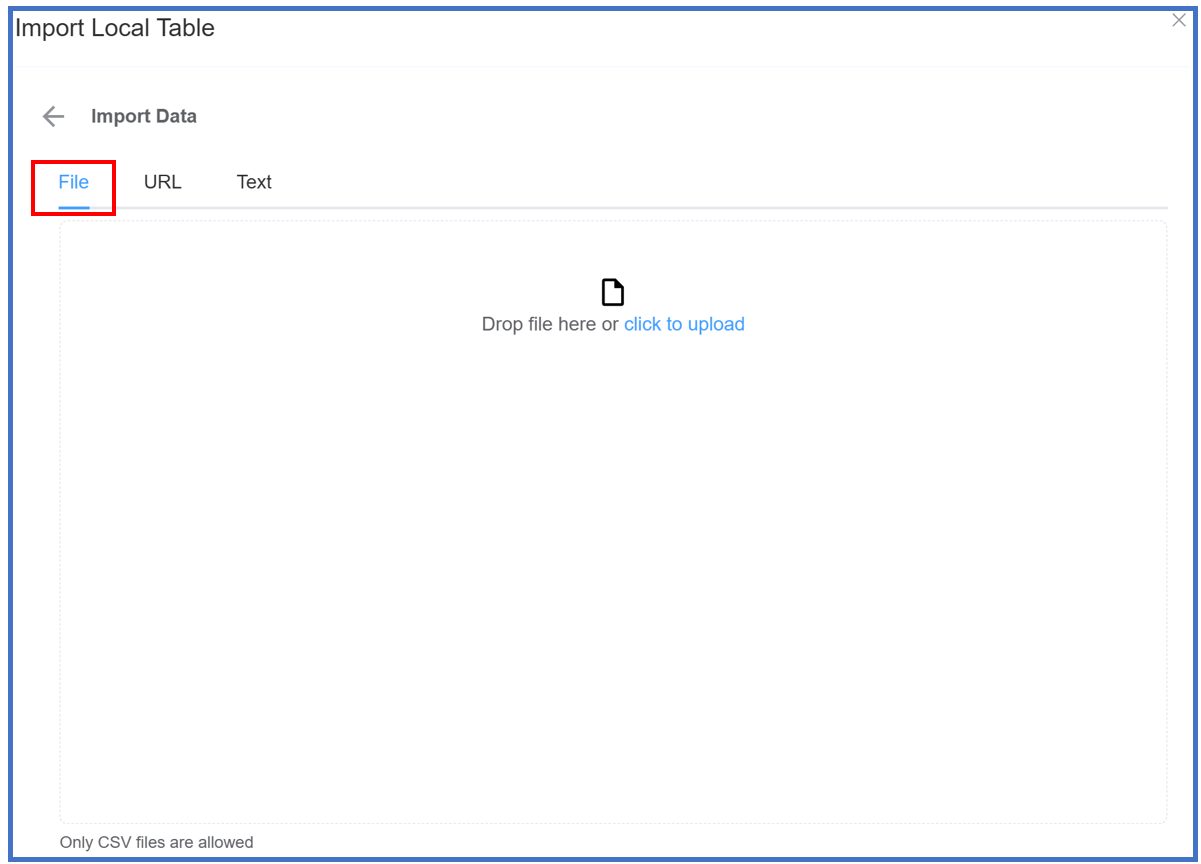 Import Local Table
Import Data
File URL Text
Drop file here or click to upload
Only CSV files are allowed